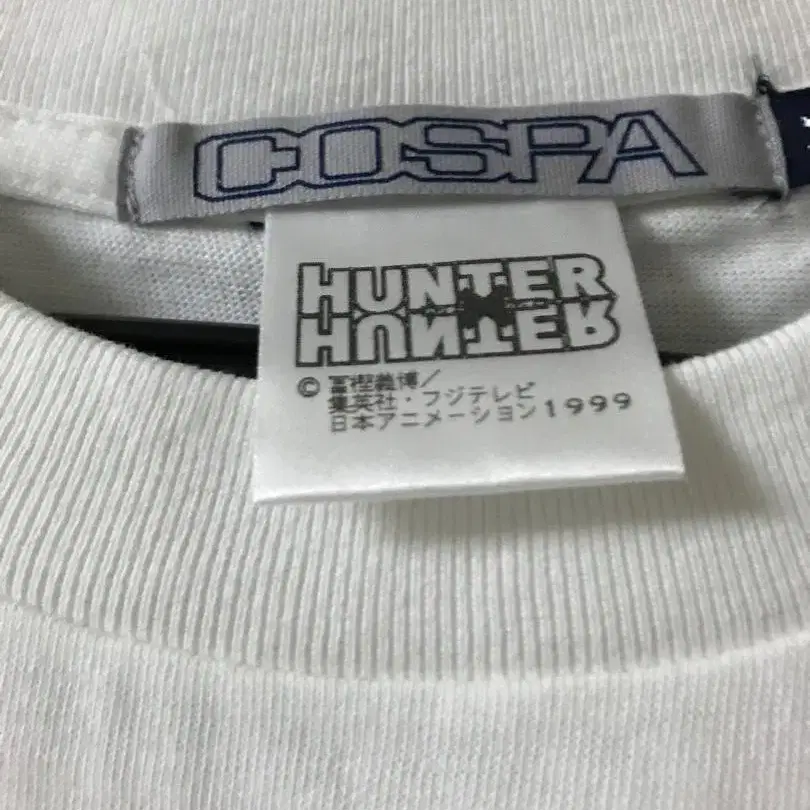 COSPA
HUNTER
HUNTER
© 冨樫義博/
集英社・フジテレビ
日本アニメーション1999